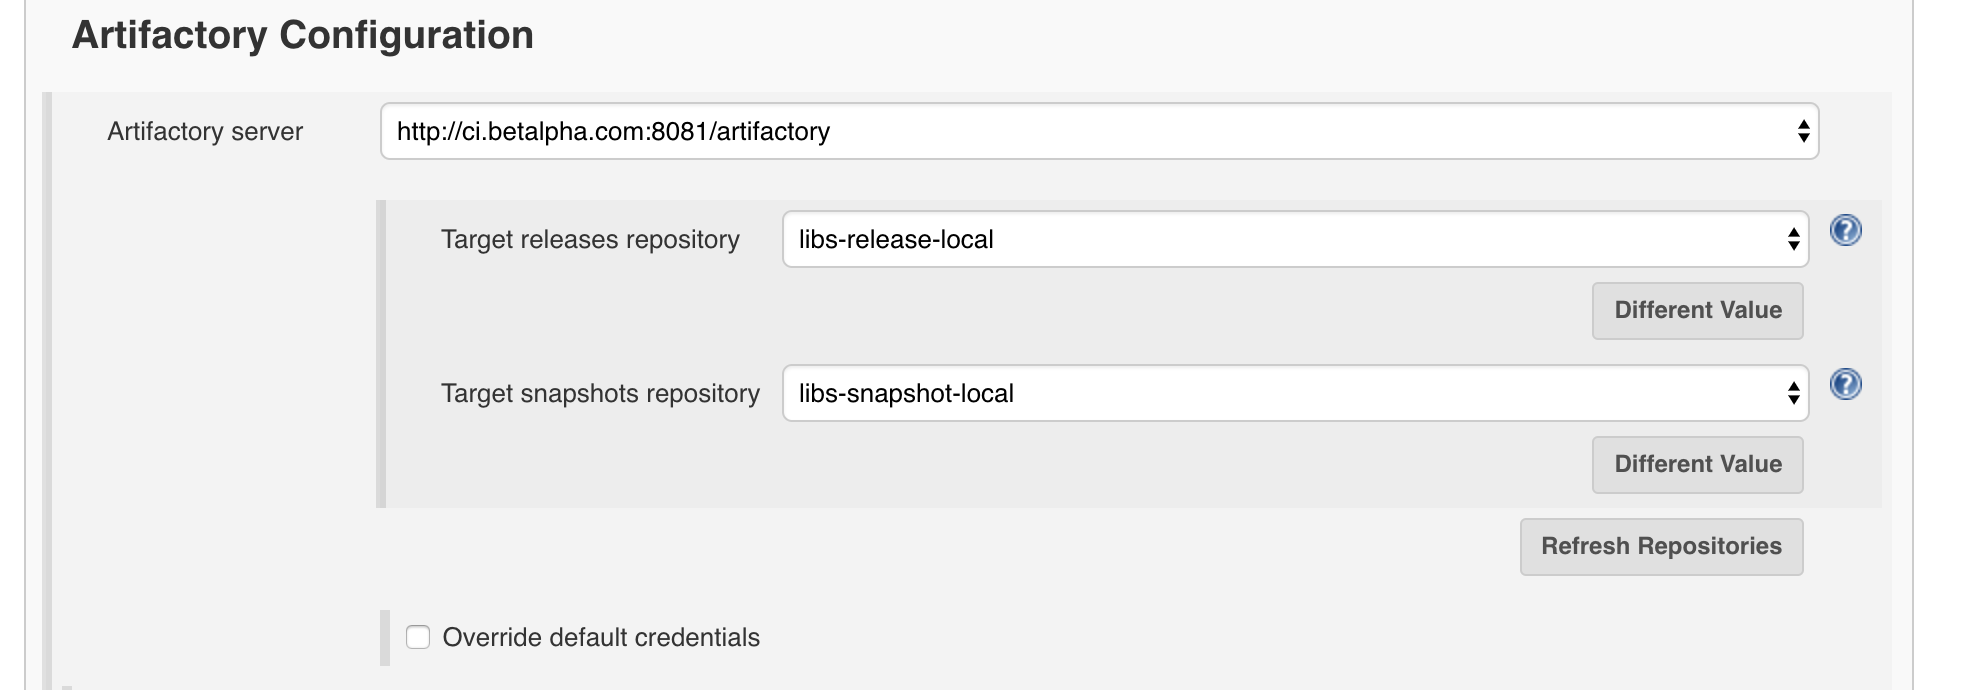 Artifactory Configuration
Artifactory server http://ci.betalpha.com:8081/artifactory
Target releases repository libs-release-local ?
Different Value
Target snapshots repository libs-snapshot-local ?
Different Value
Refresh Repositories
Override default credentials